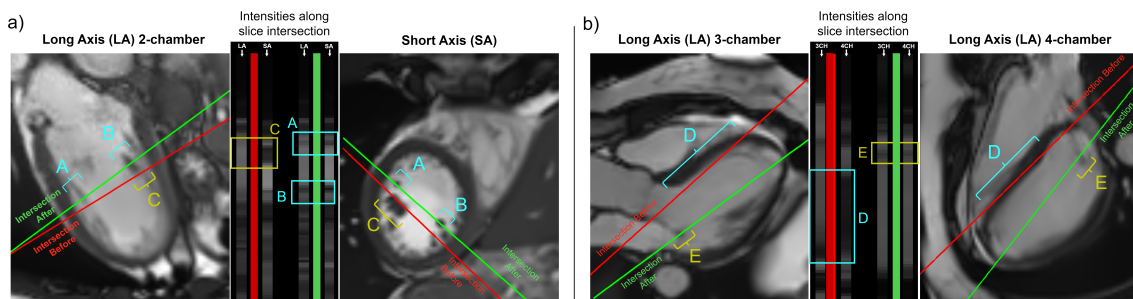 a)
Long Axis (LA) 2-chamber
Intensities along
slice intersection
Short Axis (SA)
LA
SA
LA
SA
A
B
C
Intersection
After
Intersection
Before
C
A
B
A
B
C
Intersection
Before
Intersection
After
b)
Long Axis (LA) 3-chamber
Intensities along
slice intersection
Long Axis (LA) 4-chamber
3CH
4CH
3CH
4CH
D
E
Intersection Before
Intersection After
E
D
D
E
Intersection Before
Intersection
After